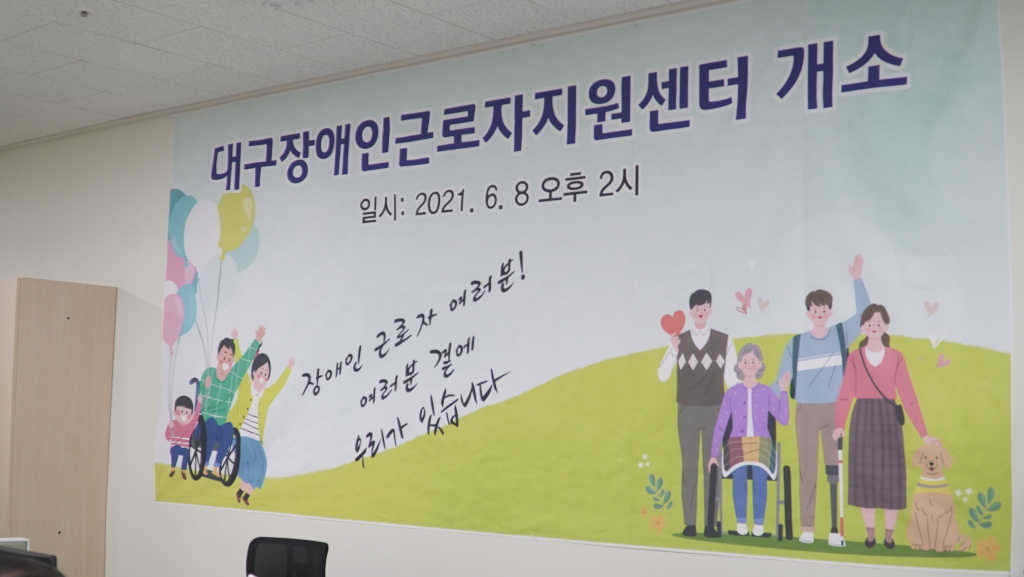 대구장애인근로자지원센터 개소
일시: 2021. 6. 8 오후 2시
장애인 근로자 여러분!
여러분 곁에
우리가 있습니다